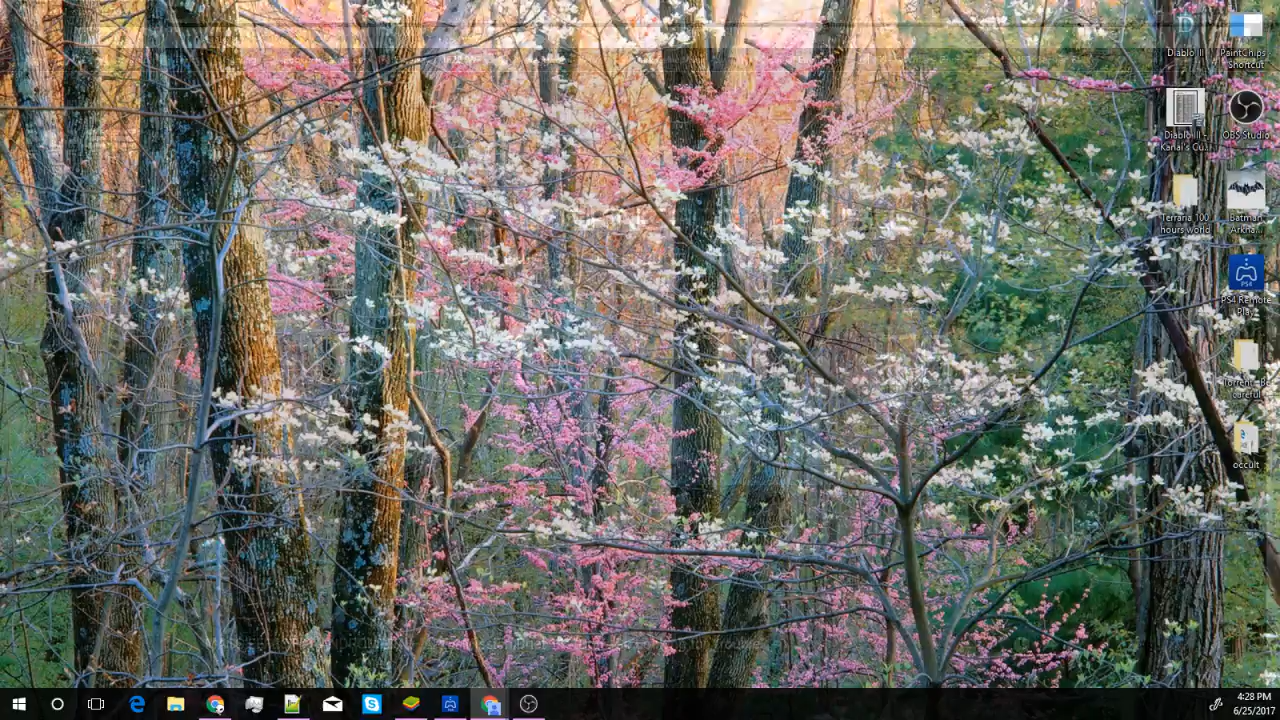 Diablo III
PaintChips
Shortcut
Diablo III -
Kanai's Cu...
OBS Studio
Terraria 100
hours world
Batman
Arkha...
PS4
PS4 Remote
Play
occult
4:28 PM
6/25/2017